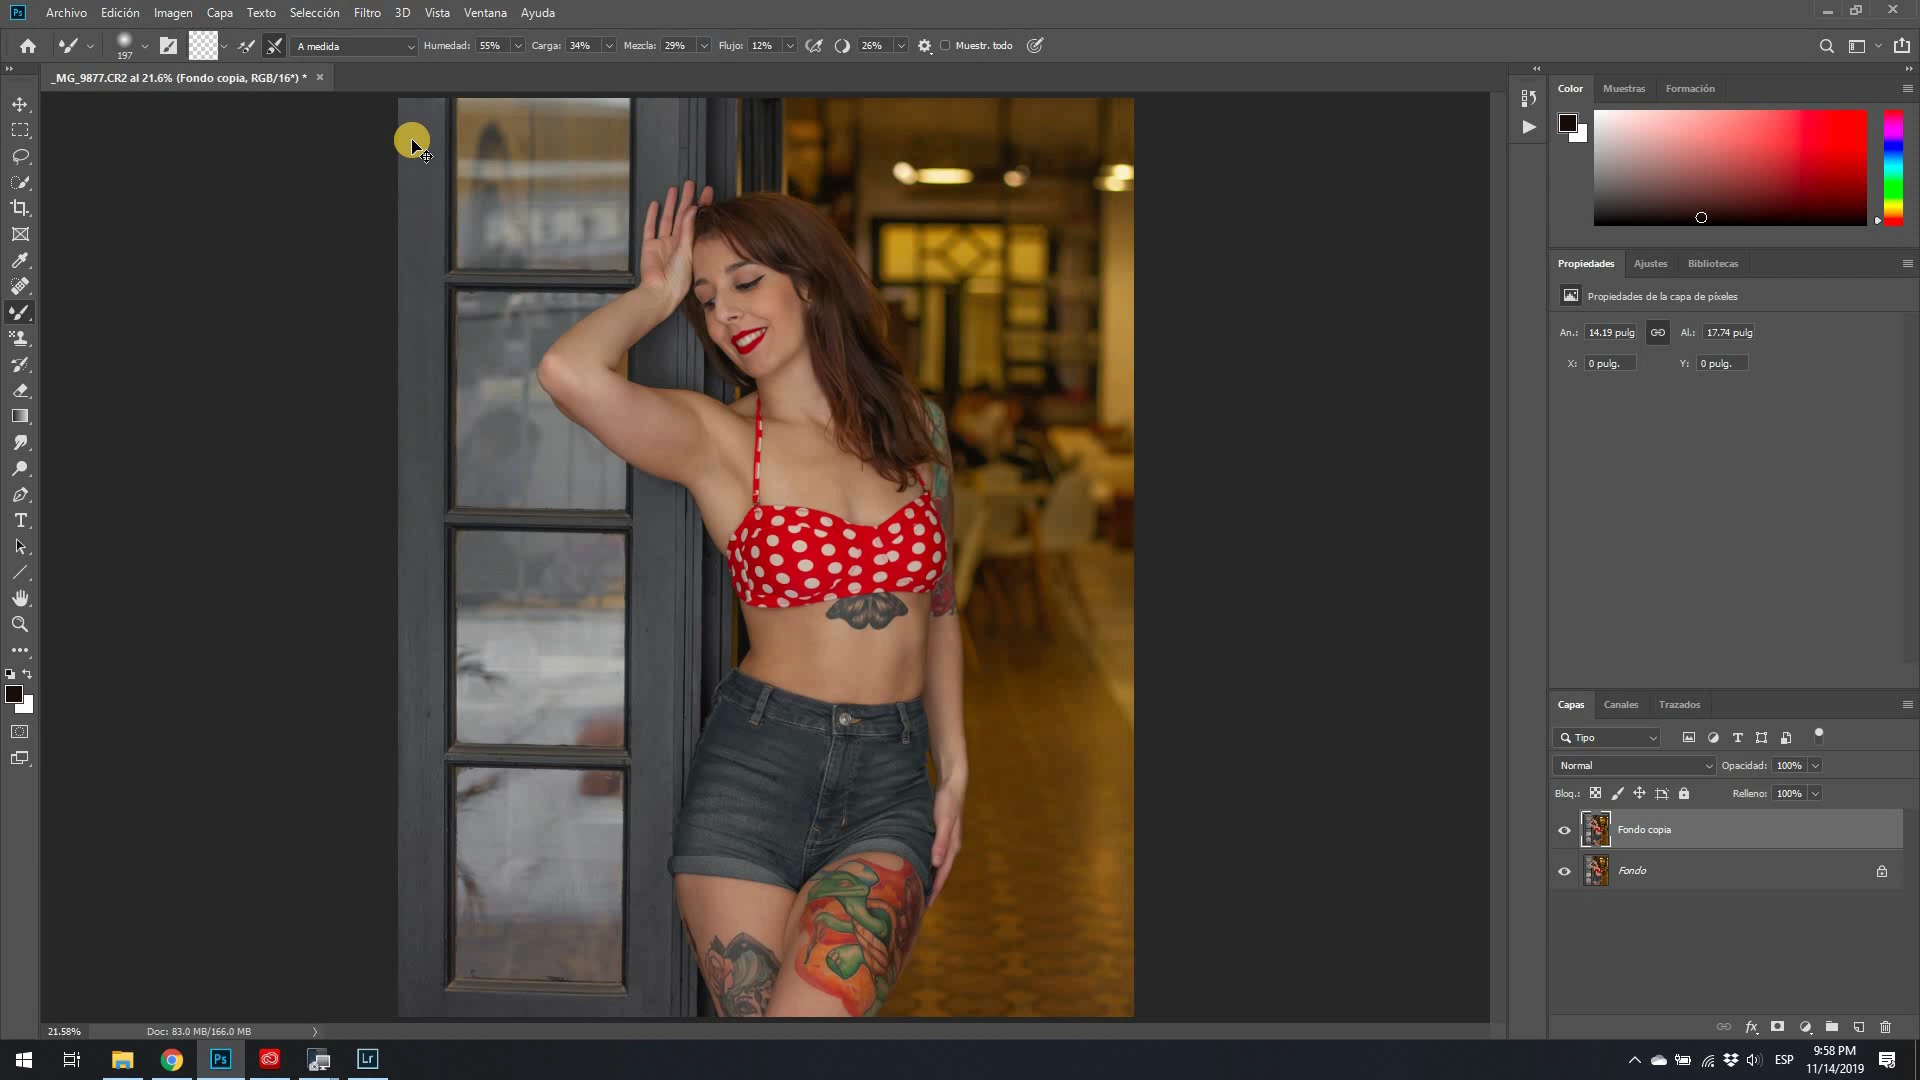 Ps Archivo Edición Imagen Capa Texto Selección Filtro 3D Vista Ventana Ayuda
197 A medida Humedad: 55% Carga: 34% Mezcla: 29% Flujo: 12% 26% Muestr. todo
_MG_9877.CR2 al 21.6% (Fondo copia, RGB/16*) * ×
Color Muestras Formación
Propiedades Ajustes Bibliotecas
Propiedades de la capa de píxeles
An.: 14.19 pulg Al.: 17.74 pulg
X: 0 pulg. Y: 0 pulg.
Capas Canales Trazados
Tipo
Normal Opacidad: 100%
Bloq.: Relleno: 100%
Fondo copia
Fondo
fx
21.58% Doc: 83.0 MB/166.0 MB
Ps Lr ESP 9:58 PM
11/14/2019